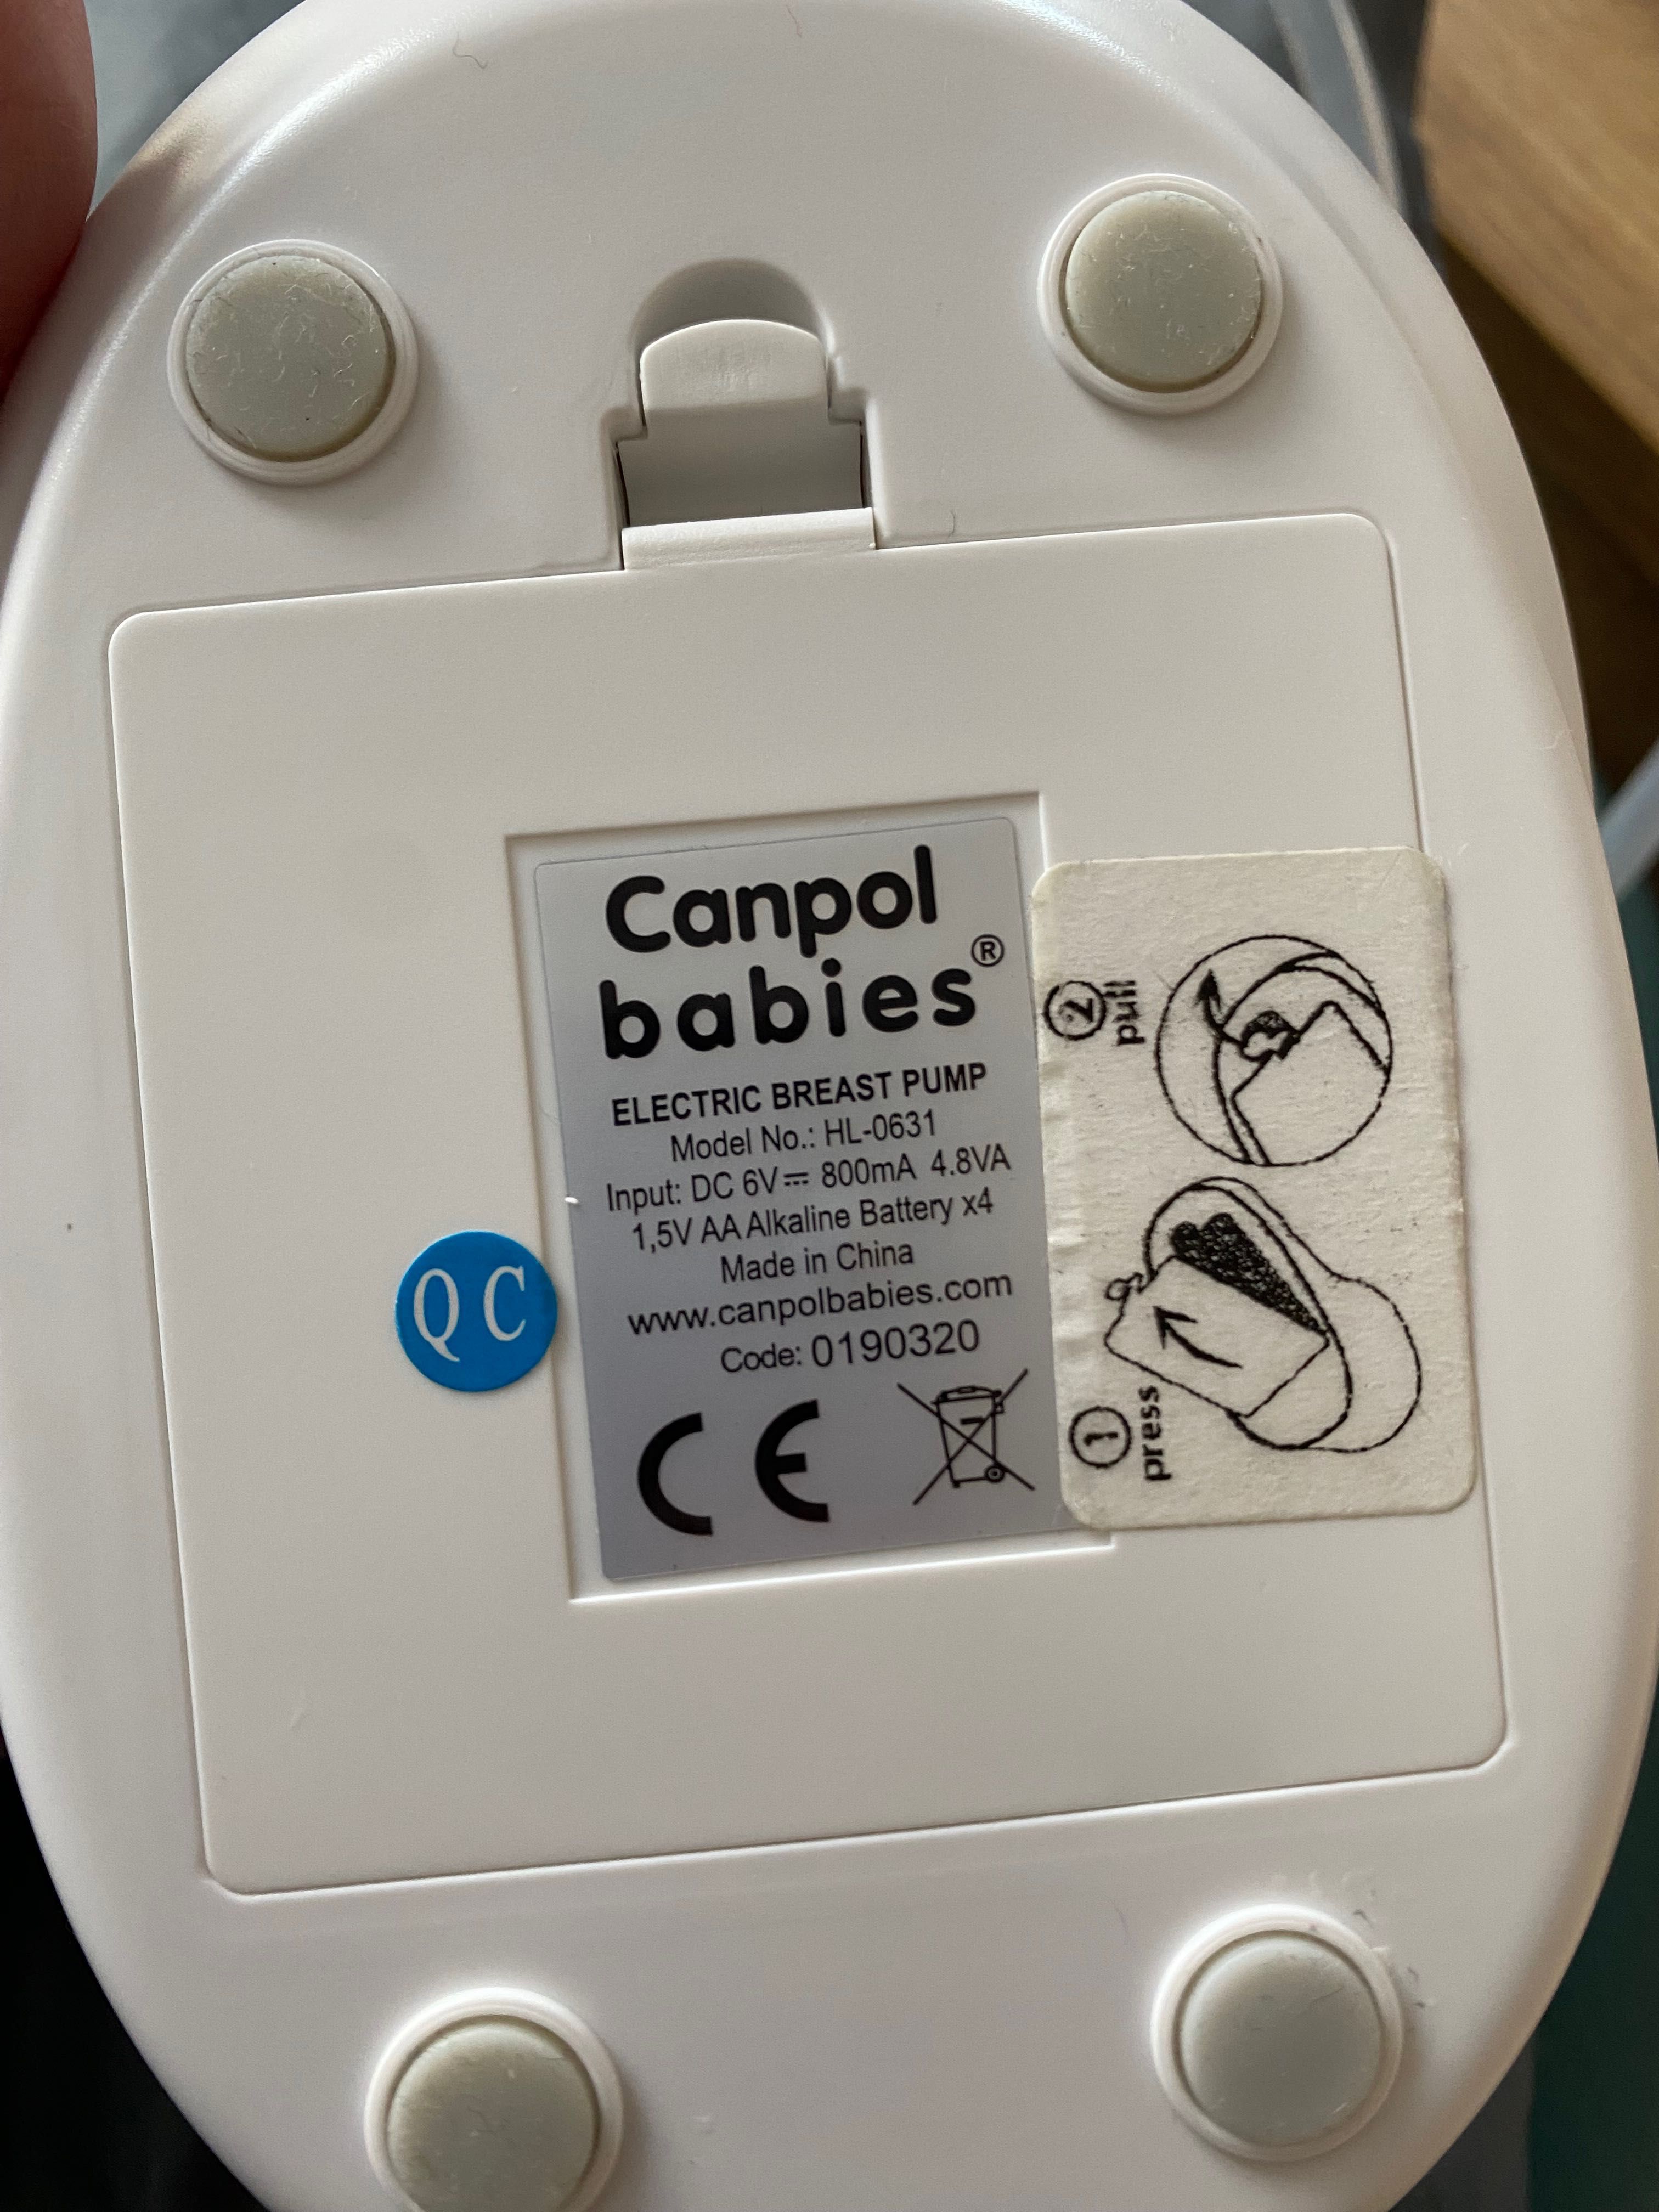 Canpol
babies®
ELECTRIC BREAST PUMP
Model No.: HL-0631
Input: DC 6V⎓ 800mA 4.8VA
1,5V AA Alkaline Battery x4
Made in China
www.canpolbabies.com
Code: 0190320
CE
QC
① press
② pull